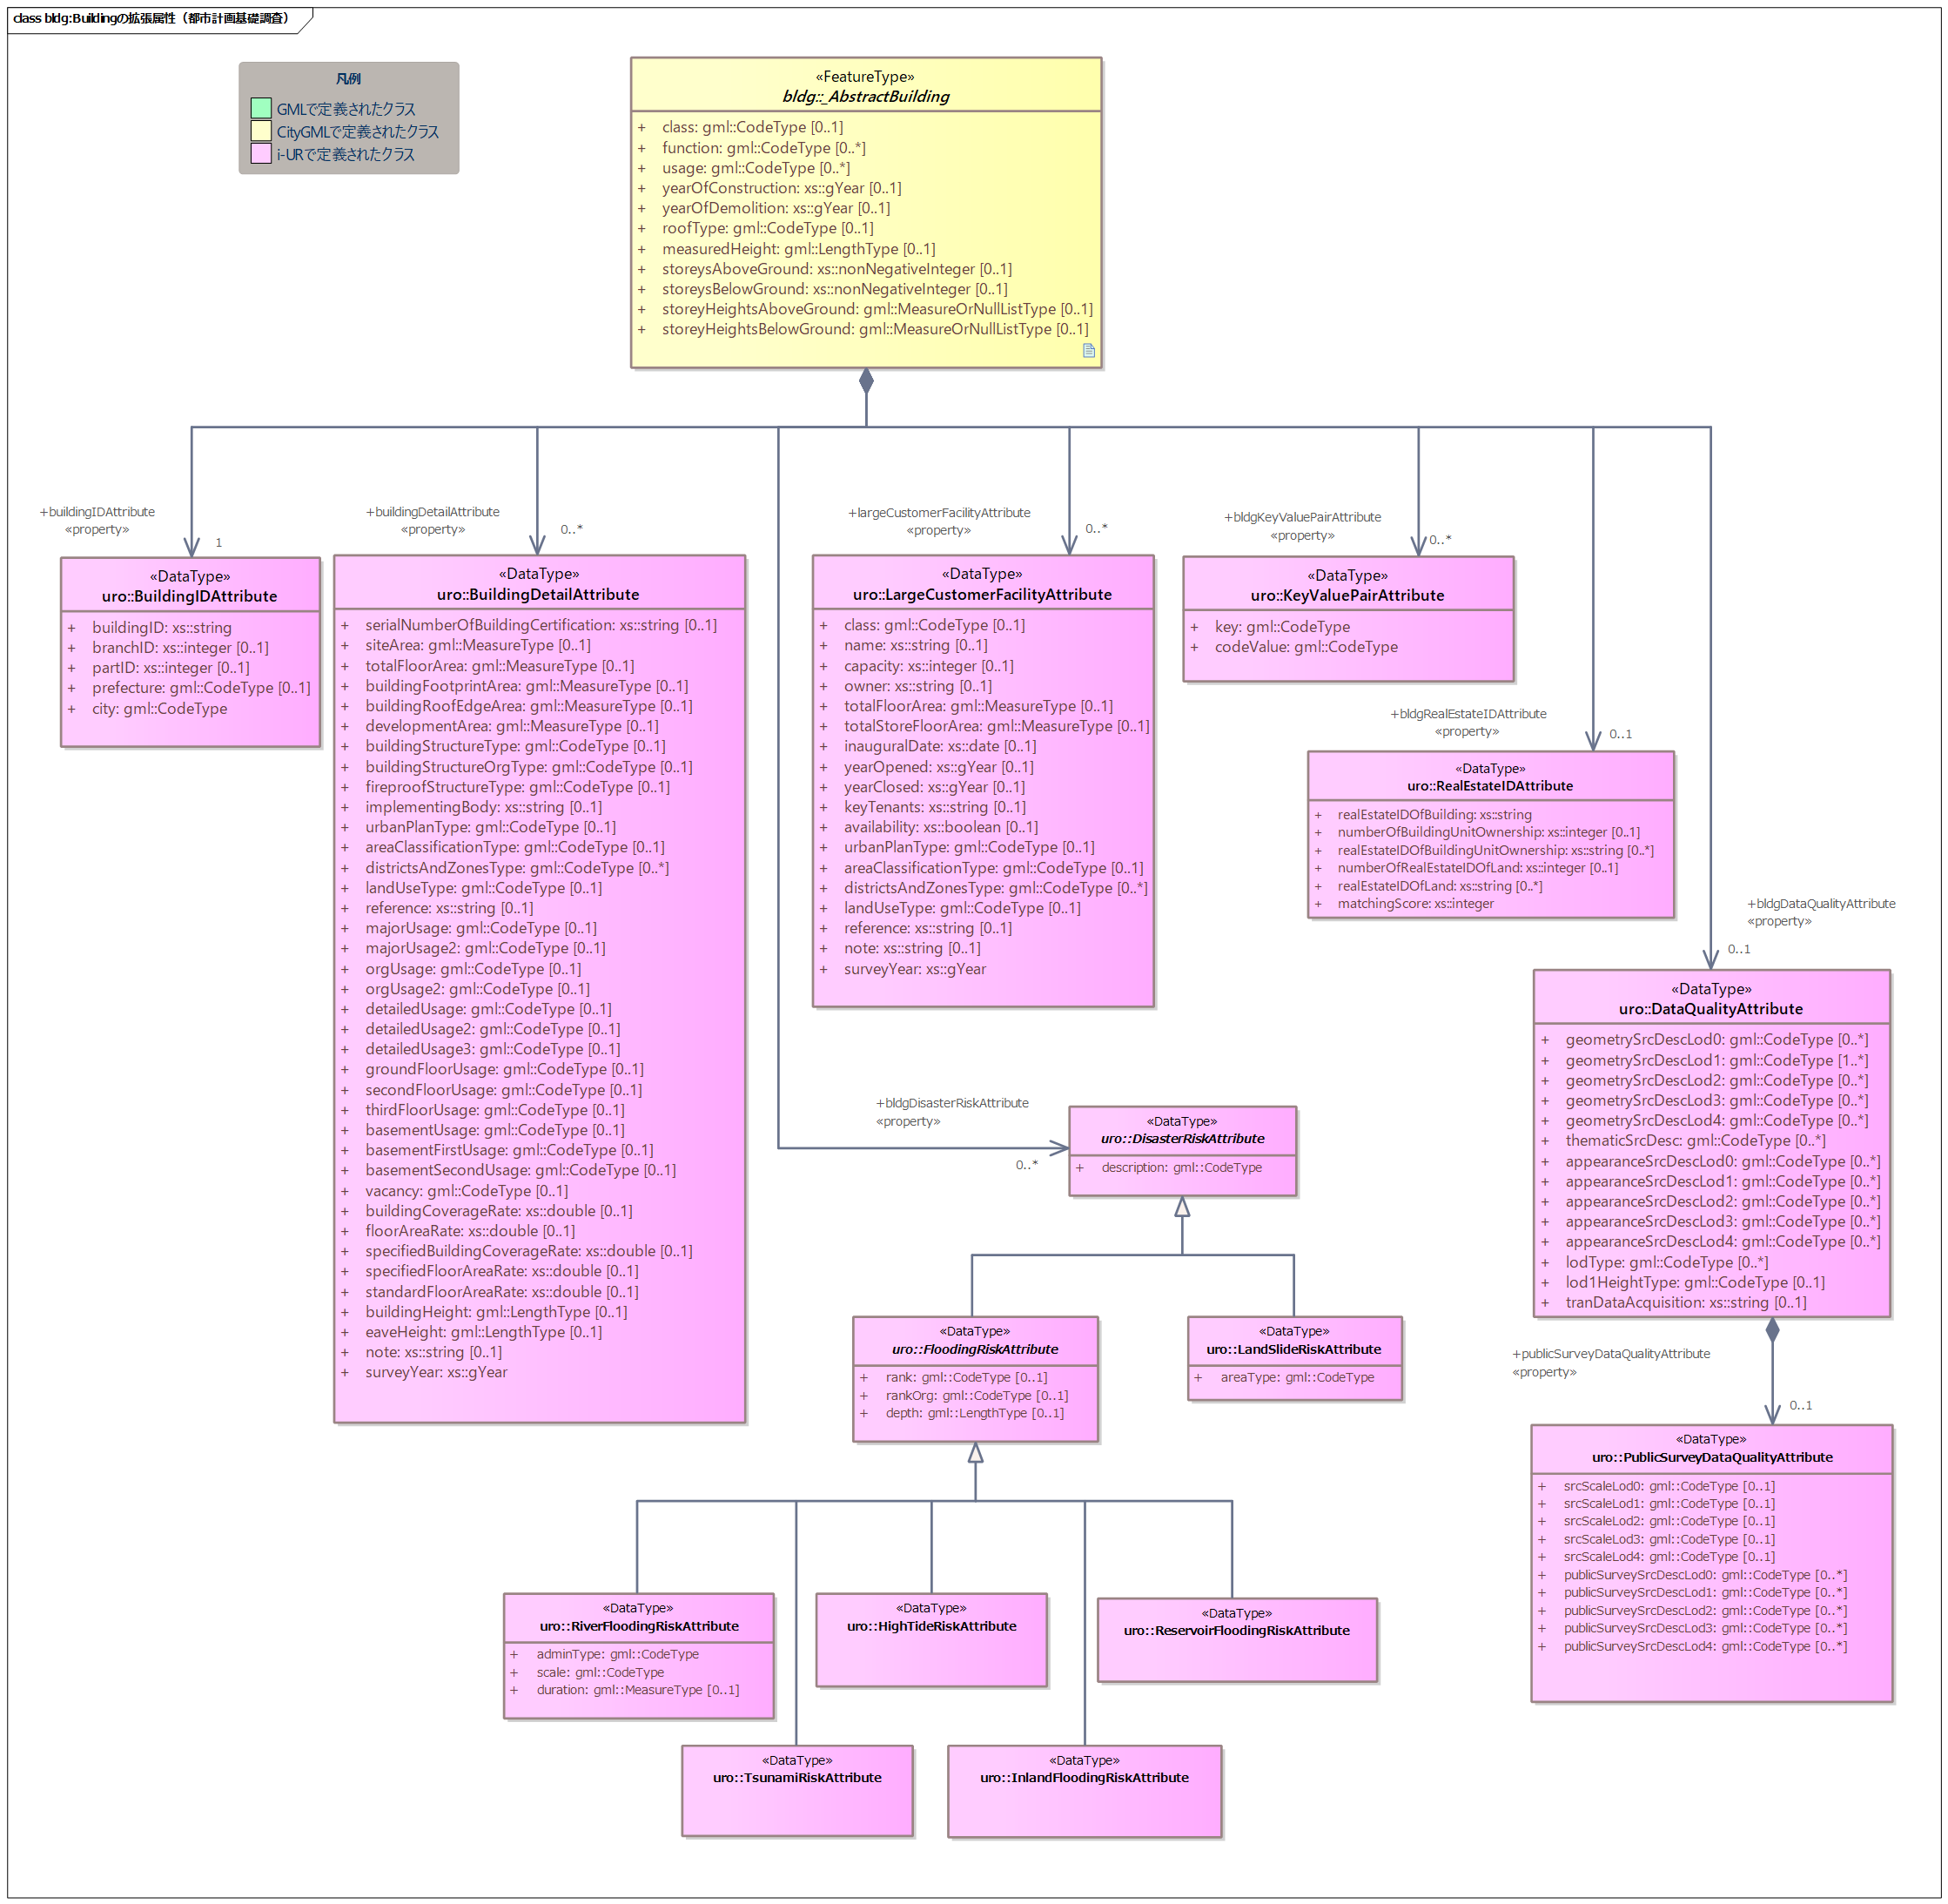 class bldg:Buildingの拡張属性（都市計画基礎調査）
凡例
GMLで定義されたクラス
CityGMLで定義されたクラス
i-URで定義されたクラス
«FeatureType»
bldg::_AbstractBuilding
+ class: gml::CodeType [0..1]
+ function: gml::CodeType [0..*]
+ usage: gml::CodeType [0..*]
+ yearOfConstruction: xs::gYear [0..1]
+ yearOfDemolition: xs::gYear [0..1]
+ roofType: gml::CodeType [0..1]
+ measuredHeight: gml::LengthType [0..1]
+ storeysAboveGround: xs::nonNegativeInteger [0..1]
+ storeysBelowGround: xs::nonNegativeInteger [0..1]
+ storeyHeightsAboveGround: gml::MeasureOrNullListType [0..1]
+ storeyHeightsBelowGround: gml::MeasureOrNullListType [0..1]
+buildingIDAttribute
«property»
1
«DataType»
uro::BuildingIDAttribute
+ buildingID: xs::string
+ branchID: xs::integer [0..1]
+ partID: xs::integer [0..1]
+ prefecture: gml::CodeType [0..1]
+ city: gml::CodeType
+buildingDetailAttribute
«property»
0..*
«DataType»
uro::BuildingDetailAttribute
+ serialNumberOfBuildingCertification: xs::string [0..1]
+ siteArea: gml::MeasureType [0..1]
+ totalFloorArea: gml::MeasureType [0..1]
+ buildingFootprintArea: gml::MeasureType [0..1]
+ buildingRoofEdgeArea: gml::MeasureType [0..1]
+ developmentArea: gml::MeasureType [0..1]
+ buildingStructureType: gml::CodeType [0..1]
+ buildingStructureOrgType: gml::CodeType [0..1]
+ fireproofStructureType: gml::CodeType [0..1]
+ implementingBody: xs::string [0..1]
+ urbanPlanType: gml::CodeType [0..1]
+ areaClassificationType: gml::CodeType [0..1]
+ districtsAndZonesType: gml::CodeType [0..*]
+ landUseType: gml::CodeType [0..1]
+ reference: xs::string [0..1]
+ majorUsage: gml::CodeType [0..1]
+ majorUsage2: gml::CodeType [0..1]
+ orgUsage: gml::CodeType [0..1]
+ orgUsage2: gml::CodeType [0..1]
+ detailedUsage: gml::CodeType [0..1]
+ detailedUsage2: gml::CodeType [0..1]
+ detailedUsage3: gml::CodeType [0..1]
+ groundFloorUsage: gml::CodeType [0..1]
+ secondFloorUsage: gml::CodeType [0..1]
+ thirdFloorUsage: gml::CodeType [0..1]
+ basementUsage: gml::CodeType [0..1]
+ basementFirstUsage: gml::CodeType [0..1]
+ basementSecondUsage: gml::CodeType [0..1]
+ vacancy: gml::CodeType [0..1]
+ buildingCoverageRate: xs::double [0..1]
+ floorAreaRate: xs::double [0..1]
+ specifiedBuildingCoverageRate: xs::double [0..1]
+ specifiedFloorAreaRate: xs::double [0..1]
+ standardFloorAreaRate: xs::double [0..1]
+ buildingHeight: gml::LengthType [0..1]
+ eaveHeight: gml::LengthType [0..1]
+ note: xs::string [0..1]
+ surveyYear: xs::gYear
+largeCustomerFacilityAttribute
«property»
0..*
«DataType»
uro::LargeCustomerFacilityAttribute
+ class: gml::CodeType [0..1]
+ name: xs::string [0..1]
+ capacity: xs::integer [0..1]
+ owner: xs::string [0..1]
+ totalFloorArea: gml::MeasureType [0..1]
+ totalStoreFloorArea: gml::MeasureType [0..1]
+ inauguralDate: xs::date [0..1]
+ yearOpened: xs::gYear [0..1]
+ yearClosed: xs::gYear [0..1]
+ keyTenants: xs::string [0..1]
+ availability: xs::boolean [0..1]
+ urbanPlanType: gml::CodeType [0..1]
+ areaClassificationType: gml::CodeType [0..1]
+ districtsAndZonesType: gml::CodeType [0..*]
+ landUseType: gml::CodeType [0..1]
+ reference: xs::string [0..1]
+ note: xs::string [0..1]
+ surveyYear: xs::gYear
+bldgKeyValuePairAttribute
«property»
0..*
«DataType»
uro::KeyValuePairAttribute
+ key: gml::CodeType
+ codeValue: gml::CodeType
+bldgRealEstateIDAttribute
«property»
0..1
«DataType»
uro::RealEstateIDAttribute
+ realEstateIDOfBuilding: xs::string
+ numberOfBuildingUnitOwnership: xs::integer [0..1]
+ realEstateIDOfBuildingUnitOwnership: xs::string [0..*]
+ numberOfRealEstateIDOfLand: xs::integer [0..1]
+ realEstateIDOfLand: xs::string [0..*]
+ matchingScore: xs::integer
+bldgDataQualityAttribute
«property»
0..1
«DataType»
uro::DataQualityAttribute
+ geometrySrcDescLod0: gml::CodeType [0..*]
+ geometrySrcDescLod1: gml::CodeType [1..*]
+ geometrySrcDescLod2: gml::CodeType [0..*]
+ geometrySrcDescLod3: gml::CodeType [0..*]
+ geometrySrcDescLod4: gml::CodeType [0..*]
+ thematicSrcDesc: gml::CodeType [0..*]
+ appearanceSrcDescLod0: gml::CodeType [0..*]
+ appearanceSrcDescLod1: gml::CodeType [0..*]
+ appearanceSrcDescLod2: gml::CodeType [0..*]
+ appearanceSrcDescLod3: gml::CodeType [0..*]
+ appearanceSrcDescLod4: gml::CodeType [0..*]
+ lodType: gml::CodeType [0..*]
+ lod1HeightType: gml::CodeType [0..1]
+ tranDataAcquisition: xs::string [0..1]
+bldgDisasterRiskAttribute
«property»
0..*
«DataType»
uro::DisasterRiskAttribute
+ description: gml::CodeType
«DataType»
uro::FloodingRiskAttribute
+ rank: gml::CodeType [0..1]
+ rankOrg: gml::CodeType [0..1]
+ depth: gml::LengthType [0..1]
«DataType»
uro::LandSlideRiskAttribute
+ areaType: gml::CodeType
+publicSurveyDataQualityAttribute
«property»
0..1
«DataType»
uro::PublicSurveyDataQualityAttribute
+ srcScaleLod0: gml::CodeType [0..1]
+ srcScaleLod1: gml::CodeType [0..1]
+ srcScaleLod2: gml::CodeType [0..1]
+ srcScaleLod3: gml::CodeType [0..1]
+ srcScaleLod4: gml::CodeType [0..1]
+ publicSurveySrcDescLod0: gml::CodeType [0..*]
+ publicSurveySrcDescLod1: gml::CodeType [0..*]
+ publicSurveySrcDescLod2: gml::CodeType [0..*]
+ publicSurveySrcDescLod3: gml::CodeType [0..*]
+ publicSurveySrcDescLod4: gml::CodeType [0..*]
«DataType»
uro::RiverFloodingRiskAttribute
+ adminType: gml::CodeType
+ scale: gml::CodeType
+ duration: gml::MeasureType [0..1]
«DataType»
uro::HighTideRiskAttribute
«DataType»
uro::ReservoirFloodingRiskAttribute
«DataType»
uro::TsunamiRiskAttribute
«DataType»
uro::InlandFloodingRiskAttribute